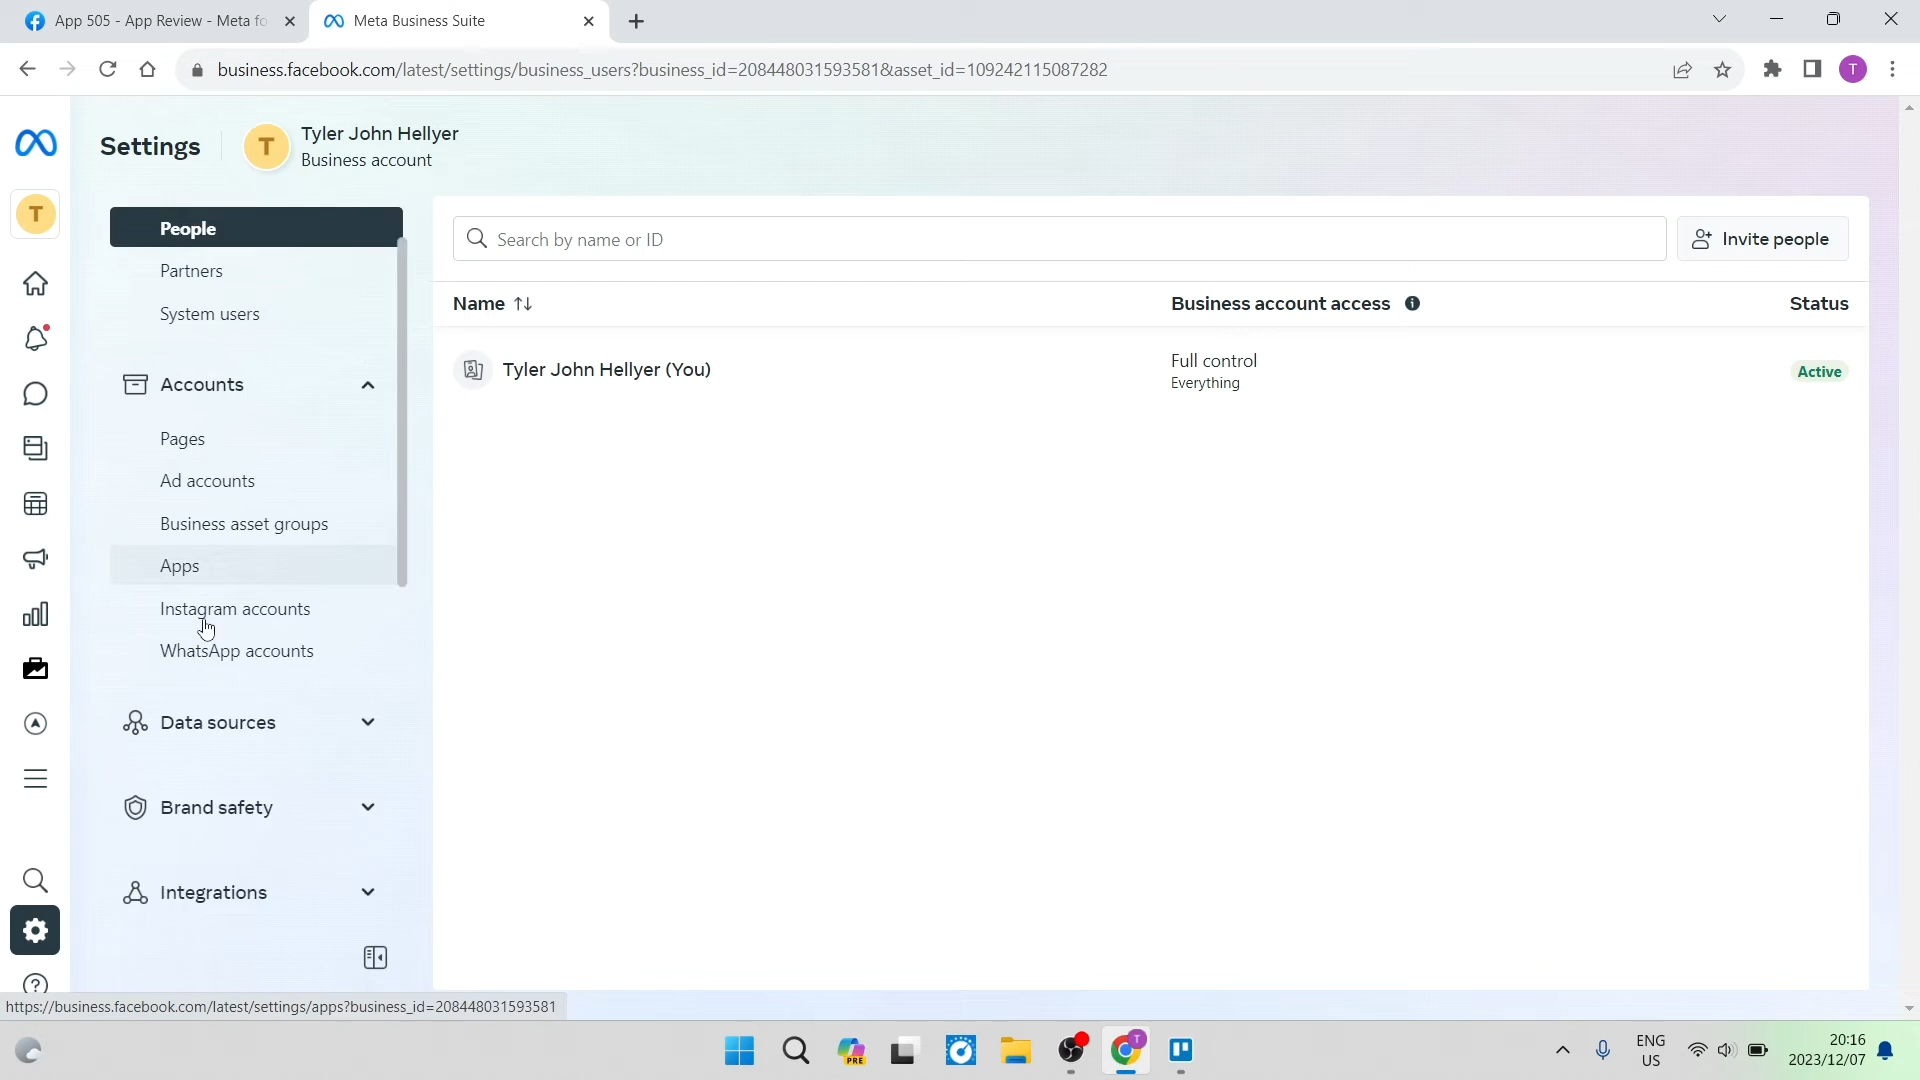 App 505 - App Review - Meta fo
Meta Business Suite
business.facebook.com/latest/settings/business_users?business_id=208448031593581&asset_id=109242115087282
T
Settings
T
Tyler John Hellyer
Business account
T
People
Partners
System users
Accounts
Pages
Ad accounts
Business asset groups
Apps
Instagram accounts
WhatsApp accounts
Data sources
Brand safety
Integrations
Search by name or ID
Invite people
Name
Business account access
Status
Tyler John Hellyer (You)
Full control
Everything
Active
https://business.facebook.com/latest/settings/apps?business_id=208448031593581
PRE
T
ENG
US
20:16
2023/12/07